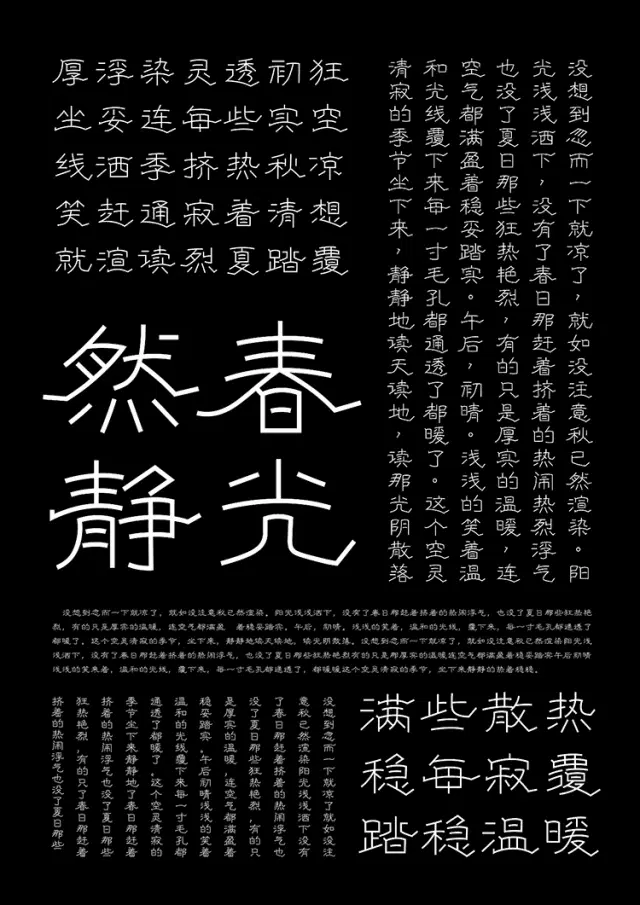 厚浮染灵透初狂
坐妥连每些实空
线洒季挤热秋凉
笑赶通寂着清想
就渲读烈夏踏覆
没想到忽而一下就凉了，就如没注意秋已然渲染。阳
光浅浅洒下，没有了春日那赶着挤着的热闹热烈浮气
也没了夏日那些狂热艳烈，有的只是厚实的温暖，连
空气都满盈着稳妥踏实。午后，初晴。浅浅的笑着温
和光线覆下来每一寸毛孔都通透了都暖了。这个空灵
清寂的季节坐下来，静静地读天读地，读那光阴散落
春光
然静
没想到忽而一下就凉了，就如没注意秋已然渲染。阳光浅浅洒下，没有了春日那赶着挤着的热闹浮气，也没了夏日那些狂热艳
烈，有的只是厚实的温暖，连空气都满盈 着稳妥踏实，午后，初晴，浅浅的笑着，温和的光线，覆下来，每一寸毛孔都通透了
都暖了，这个空灵清寂的季节，坐下来，静静地读天读地，读光阴散落。没想到忽而一下就凉了，就如没注意秋已然渲染阳光浅
浅洒下，没有了春日那赶着挤着的热闹浮气，也没了夏日那些狂热艳烈有的只是厚实的温暖连空气都满盈着稳妥踏实午后初晴
浅浅的笑来着，温和的光线，覆下来，每一寸毛孔都通透了，都暖暖这个空灵清寂的季节，坐下来静静的热着稳稳。
没想到忽而一下就凉了就如没注
意秋已然渲染阳光浅浅洒下没有
了春日那赶着挤着的热闹浮气也
没了夏日那些狂热艳烈，有的只
是厚实的温暖，连空气都满盈着
稳妥踏实。午后初晴浅浅的笑着
温和的光线覆下来每一寸毛孔都
通透了都暖了。这个空灵清寂的
季节坐下来静静地了春日那赶着
挤着的热闹浮气也没了夏日那些
狂热艳烈，有的只了春日那赶着
挤着的热闹浮气也没了夏日那些
满些散热
稳每寂覆
踏稳温暖